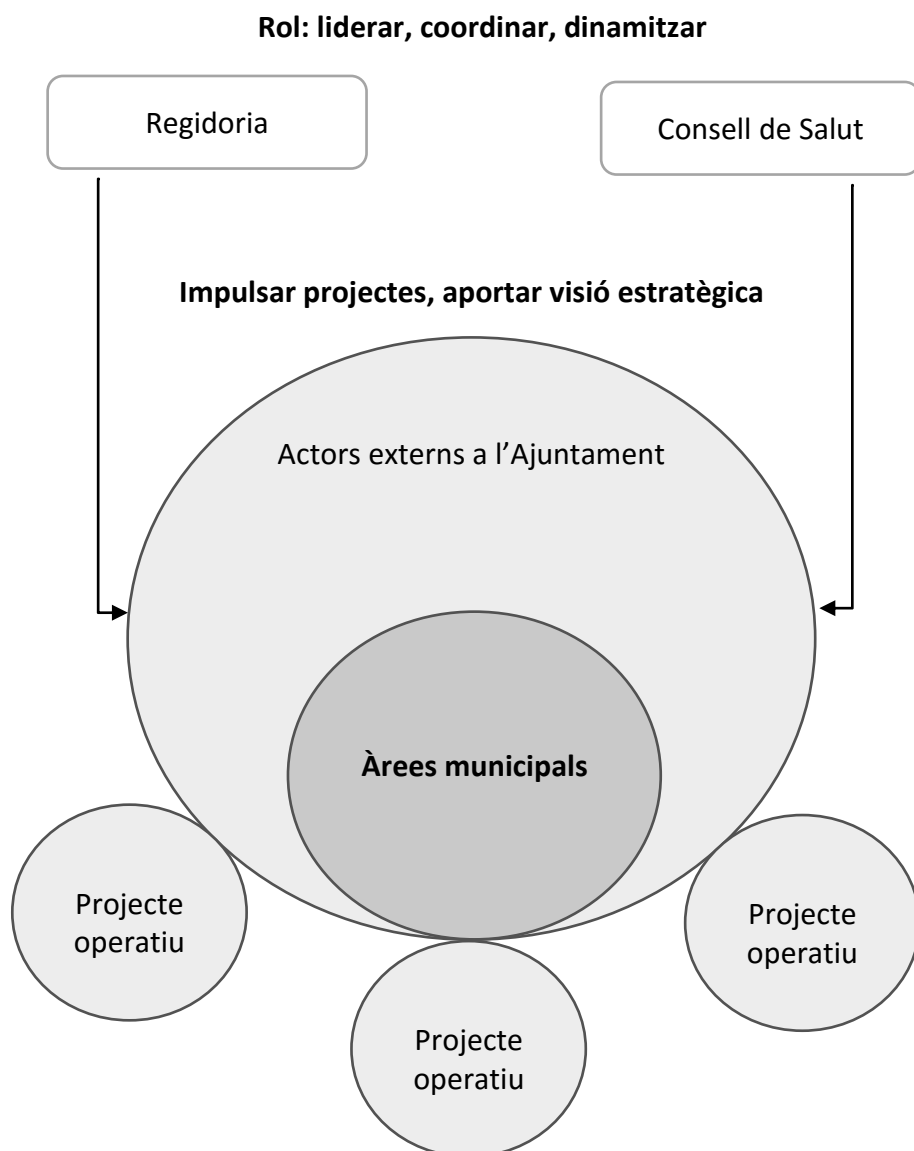 Rol: liderar, coordinar, dinamitzar
Regidoria
Consell de Salut
Impulsar projectes, aportar visió estratègica
Actors externs a l’Ajuntament
Àrees municipals
Projecte
operatiu
Projecte
operatiu
Projecte
operatiu